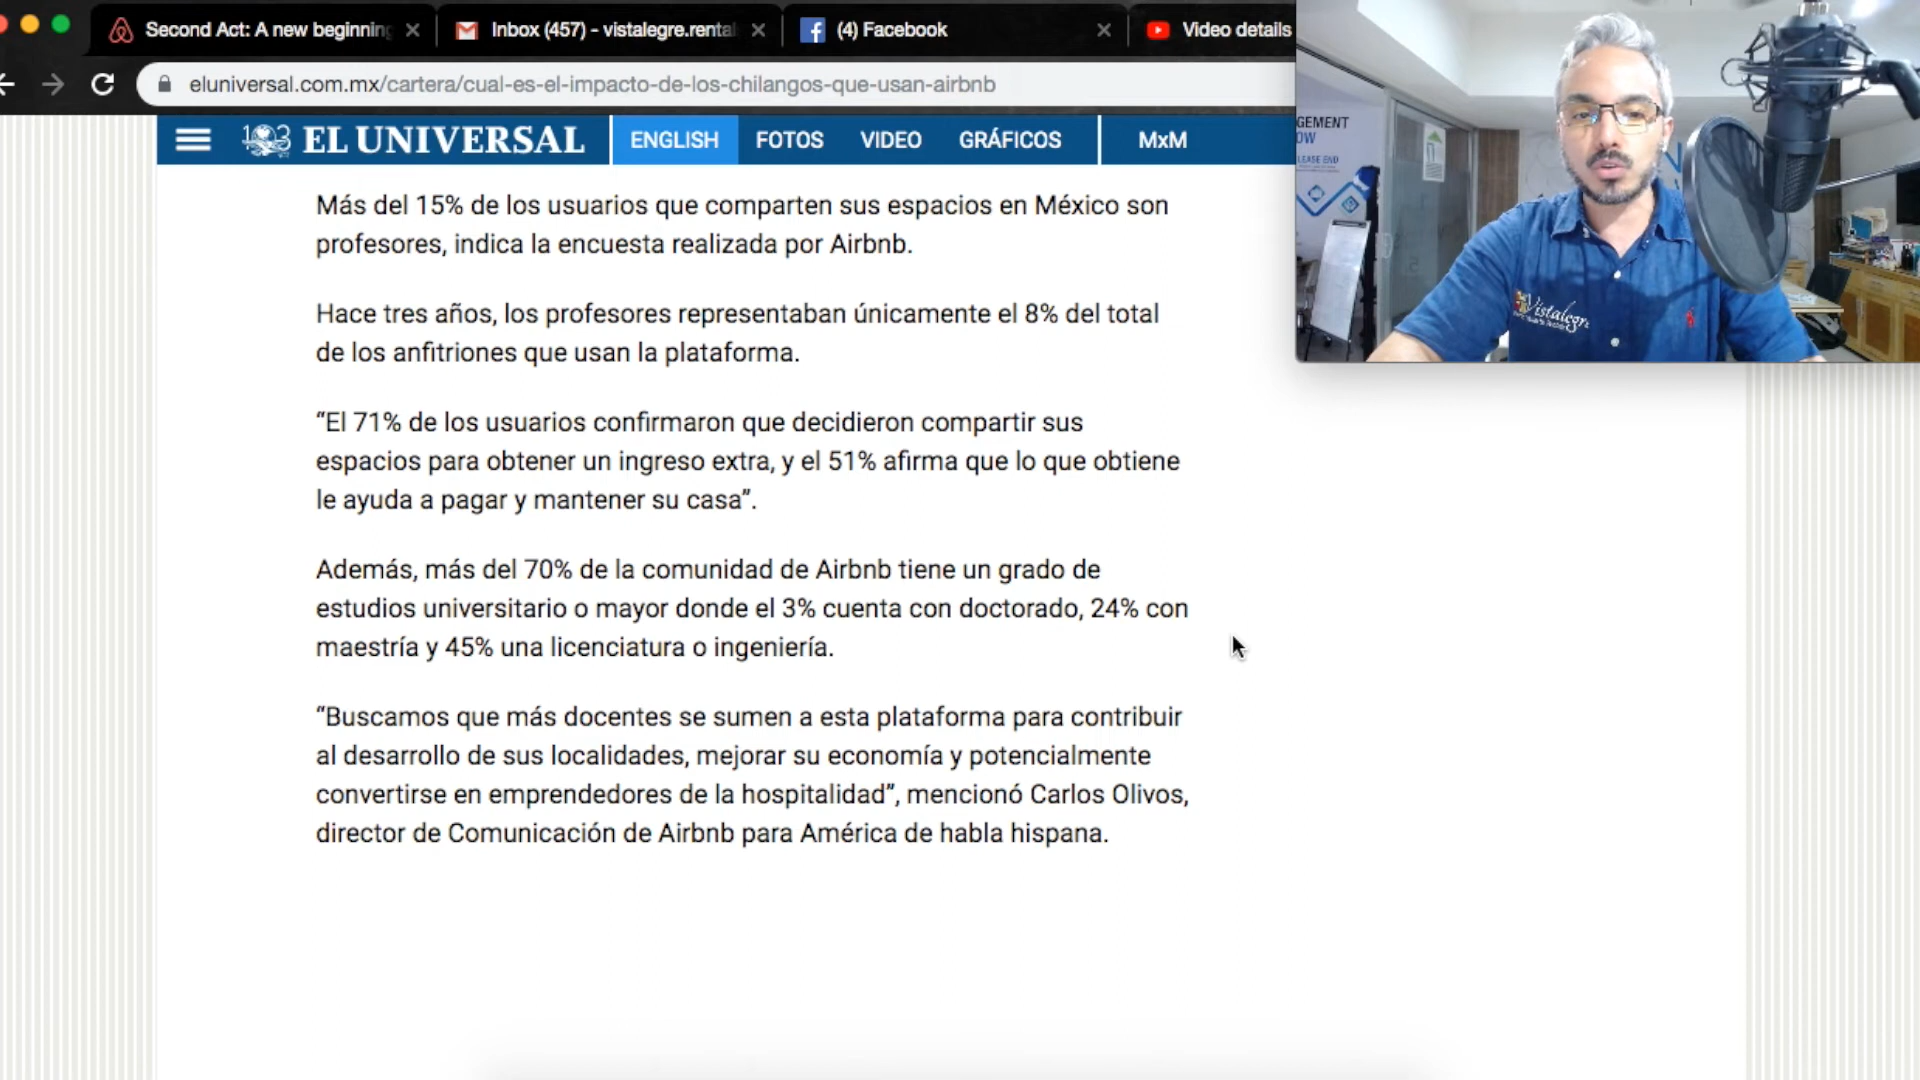 Second Act: A new beginning
Inbox (457) - vistalegre.rental
(4) Facebook
Video details
eluniversal.com.mx/cartera/cual-es-el-impacto-de-los-chilangos-que-usan-airbnb
103 EL UNIVERSAL
ENGLISH
FOTOS
VIDEO
GRÁFICOS
MxM
GEMENT
OW
LEASE END
Vistalegre
Más del 15% de los usuarios que comparten sus espacios en México son
profesores, indica la encuesta realizada por Airbnb.
Hace tres años, los profesores representaban únicamente el 8% del total
de los anfitriones que usan la plataforma.
“El 71% de los usuarios confirmaron que decidieron compartir sus
espacios para obtener un ingreso extra, y el 51% afirma que lo que obtiene
le ayuda a pagar y mantener su casa”.
Además, más del 70% de la comunidad de Airbnb tiene un grado de
estudios universitario o mayor donde el 3% cuenta con doctorado, 24% con
maestría y 45% una licenciatura o ingeniería.
“Buscamos que más docentes se sumen a esta plataforma para contribuir
al desarrollo de sus localidades, mejorar su economía y potencialmente
convertirse en emprendedores de la hospitalidad”, mencionó Carlos Olivos,
director de Comunicación de Airbnb para América de habla hispana.